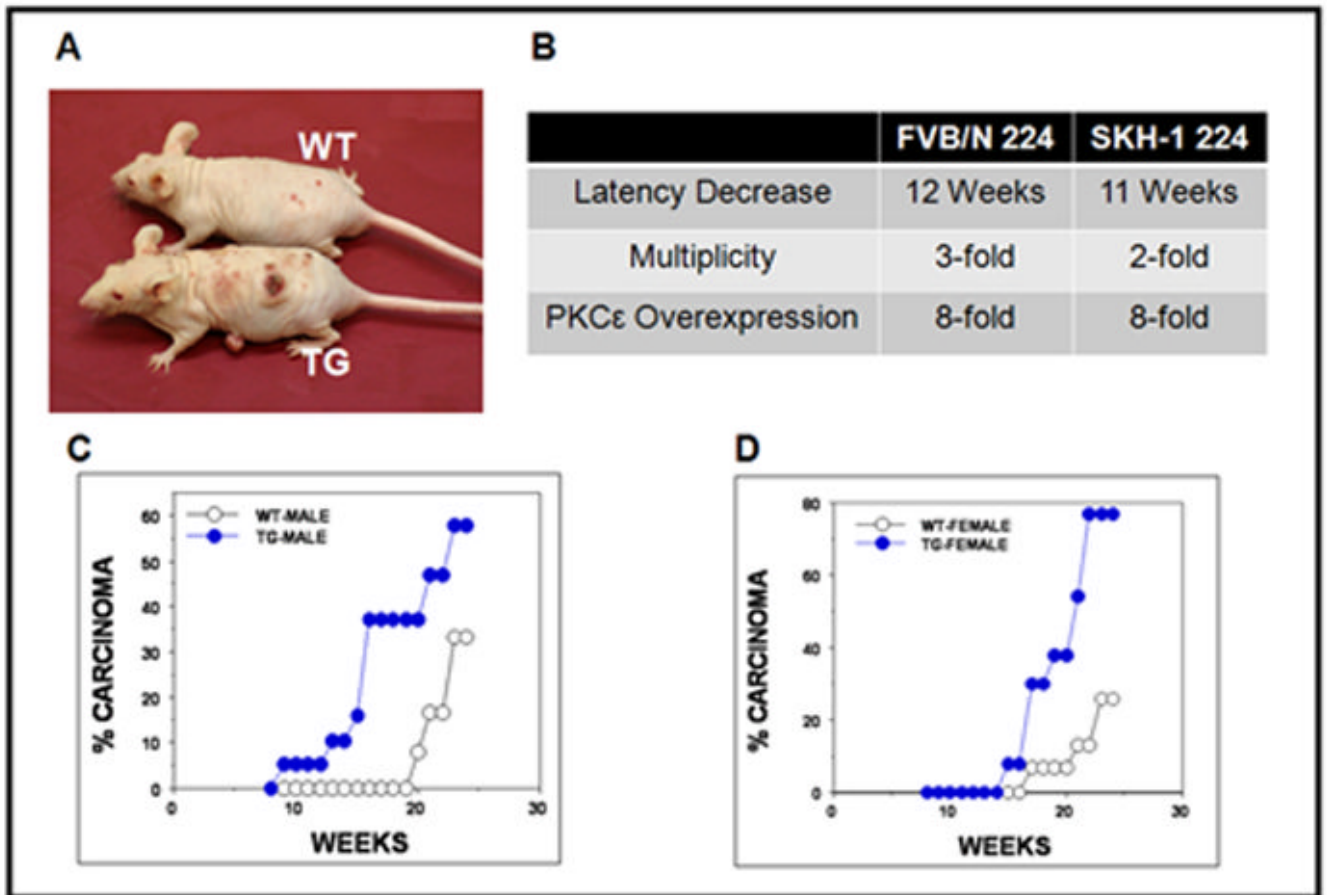 A
B
WT
TG
FVB/N 224 SKH-1 224
Latency Decrease 12 Weeks 11 Weeks
Multiplicity 3-fold 2-fold
PKCε Overexpression 8-fold 8-fold
C
D
WT-MALE
TG-MALE
60
50
40
30
20
10
0
% CARCINOMA
0 10 20 30
WEEKS
WT-FEMALE
TG-FEMALE
80
60
40
20
0
% CARCINOMA
0 10 20 30
WEEKS